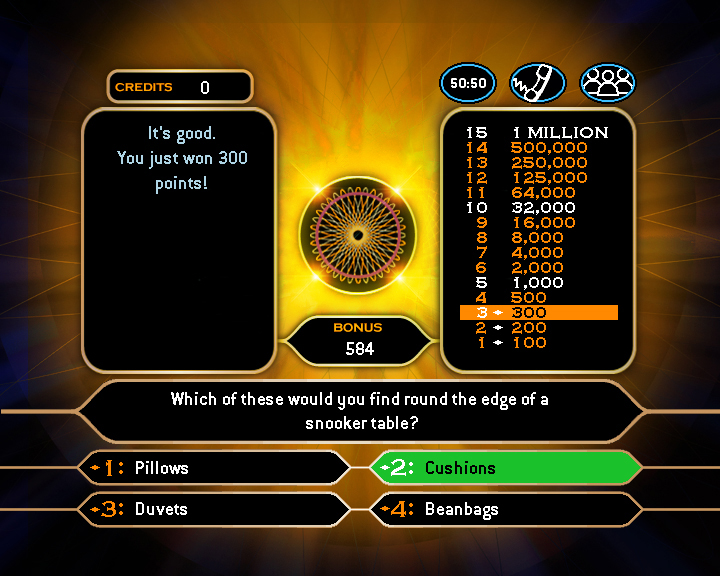 CREDITS 0
50:50
It's good.
You just won 300
points!
15 1 MILLION
14 500,000
13 250,000
12 125,000
11 64,000
10 32,000
9 16,000
8 8,000
7 4,000
6 2,000
5 1,000
4 500
3 300
2 200
1 100
BONUS
584
Which of these would you find round the edge of a
snooker table?
1: Pillows
2: Cushions
3: Duvets
4: Beanbags